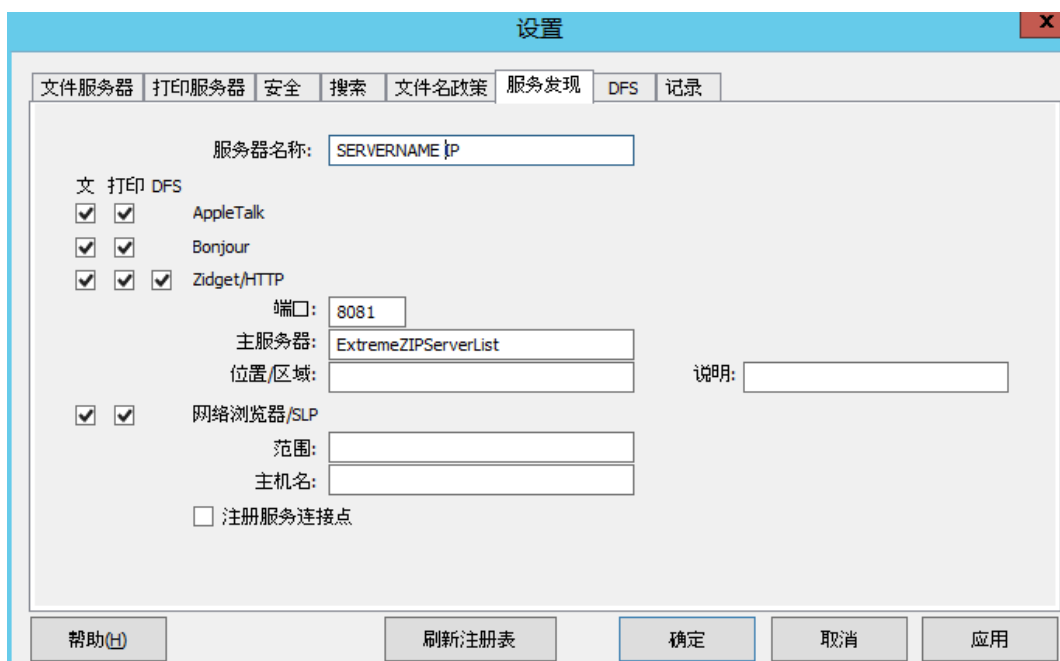 设置
x
文件服务器 打印服务器 安全 搜索 文件名政策 服务发现 DFS 记录
服务器名称: SERVERNAME IP
文 打印 DFS
AppleTalk
Bonjour
Zidget/HTTP
端口: 8081
主服务器: ExtremeZIPServerList
位置/区域: 说明:
网络浏览器/SLP
范围:
主机名:
注册服务连接点
帮助(H) 刷新注册表 确定 取消 应用